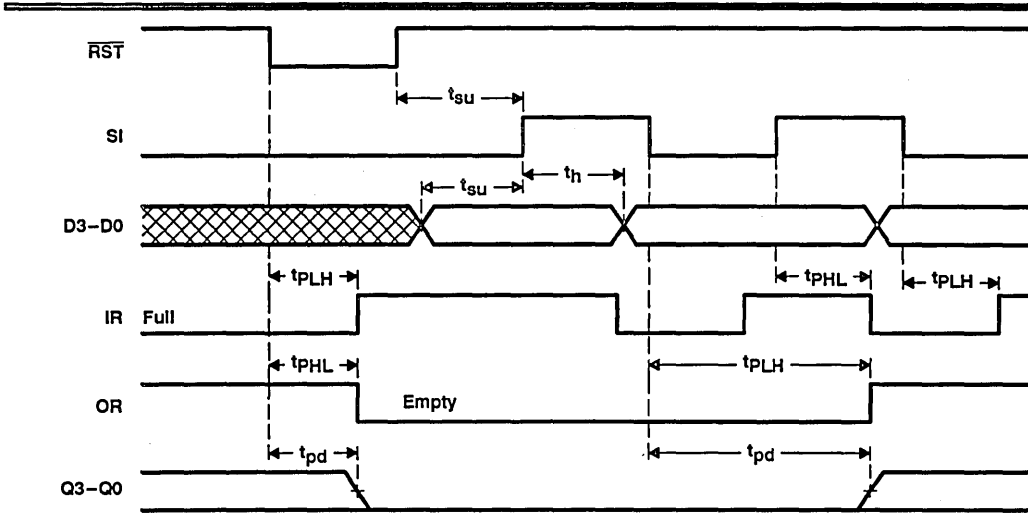 RST
tsu
SI
tsu
th
D3–D0
tPLH
tPHL
tPLH
IR Full
tPHL
tPLH
OR
Empty
tpd
tpd
Q3–Q0